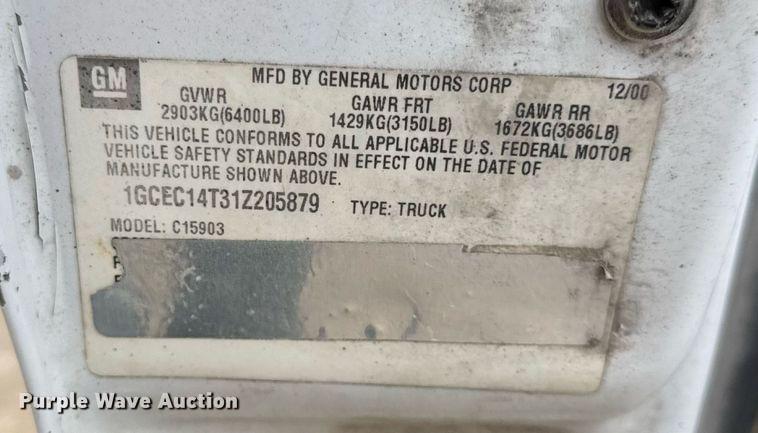 GM
MFD BY GENERAL MOTORS CORP 12/00
GVWR GAWR FRT GAWR RR
2903KG(6400LB) 1429KG(3150LB) 1672KG(3686LB)
THIS VEHICLE CONFORMS TO ALL APPLICABLE U.S. FEDERAL MOTOR
VEHICLE SAFETY STANDARDS IN EFFECT ON THE DATE OF
MANUFACTURE SHOWN ABOVE.
1GCEC14T31Z205879 TYPE: TRUCK
MODEL: C15903
Purple Wave Auction